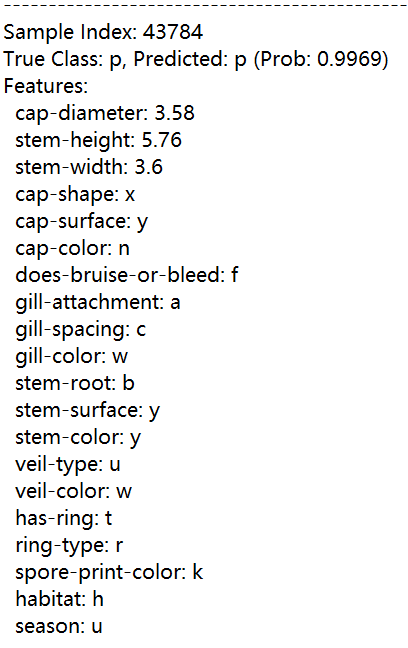 --------------------------------------------------
Sample Index: 43784
True Class: p, Predicted: p (Prob: 0.9969)
Features:
cap-diameter: 3.58
stem-height: 5.76
stem-width: 3.6
cap-shape: x
cap-surface: y
cap-color: n
does-bruise-or-bleed: f
gill-attachment: a
gill-spacing: c
gill-color: w
stem-root: b
stem-surface: y
stem-color: y
veil-type: u
veil-color: w
has-ring: t
ring-type: r
spore-print-color: k
habitat: h
season: u